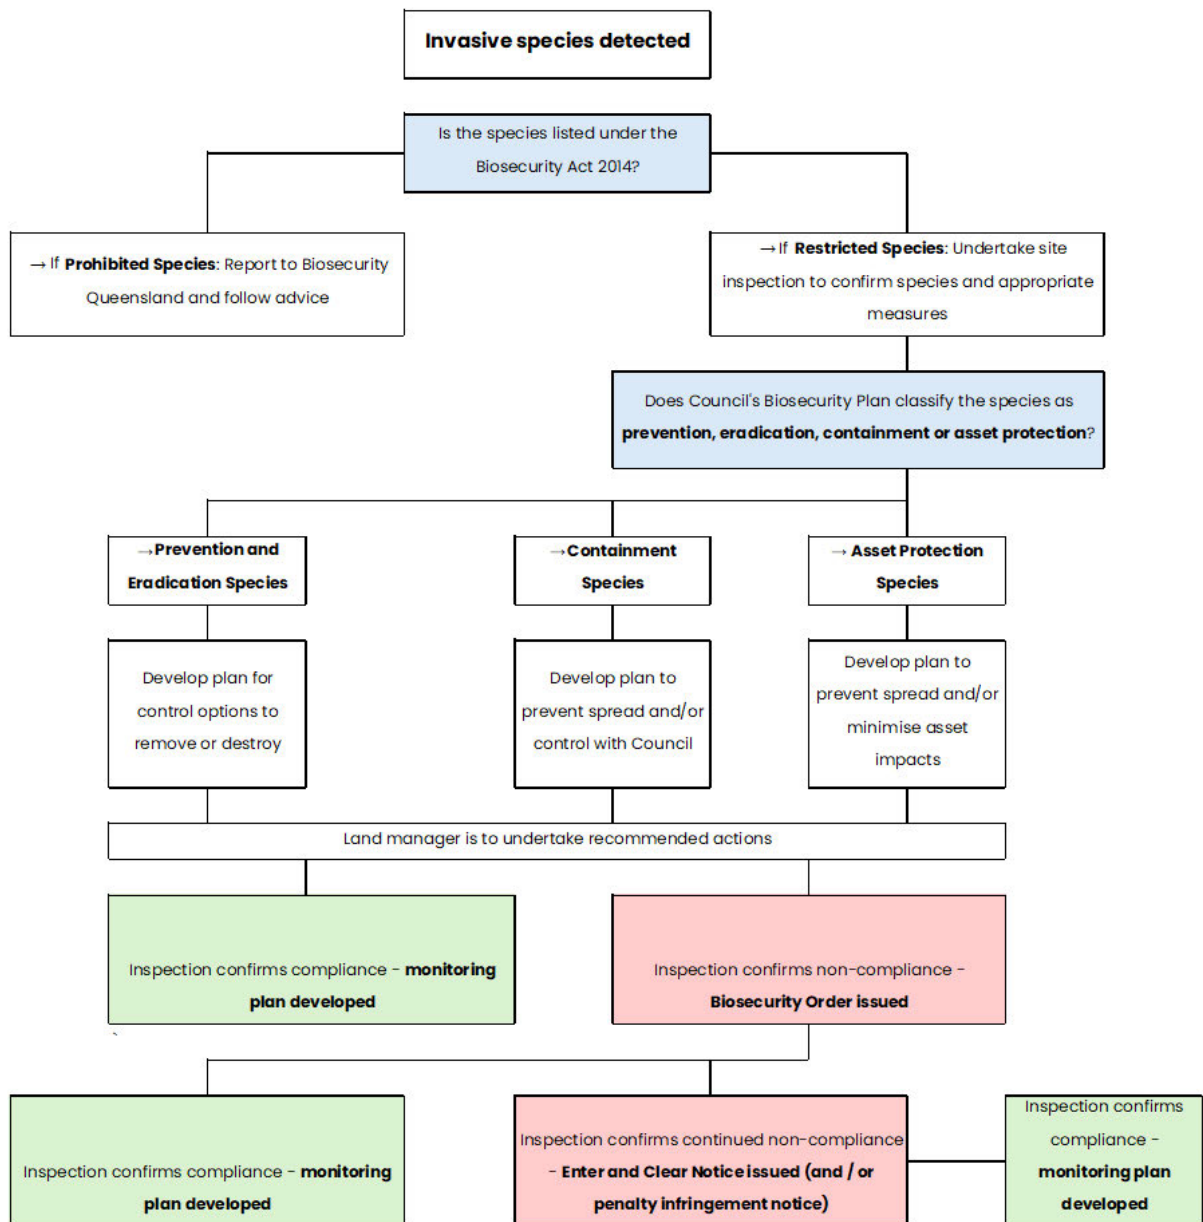 Invasive species detected
Is the species listed under the
Biosecurity Act 2014?
→ If Prohibited Species: Report to Biosecurity
Queensland and follow advice
→ If Restricted Species: Undertake site
inspection to confirm species and appropriate
measures
Does Council's Biosecurity Plan classify the species as
prevention, eradication, containment or asset protection?
→ Prevention and
Eradication Species
→ Containment
Species
→ Asset Protection
Species
Develop plan for
control options to
remove or destroy
Develop plan to
prevent spread and/or
control with Council
Develop plan to
prevent spread and/or
minimise asset
impacts
Land manager is to undertake recommended actions
Inspection confirms compliance - monitoring
plan developed
Inspection confirms non-compliance -
Biosecurity Order issued
`
Inspection confirms compliance - monitoring
plan developed
Inspection confirms continued non-compliance
- Enter and Clear Notice issued (and / or
penalty infringement notice)
Inspection confirms
compliance -
monitoring plan
developed